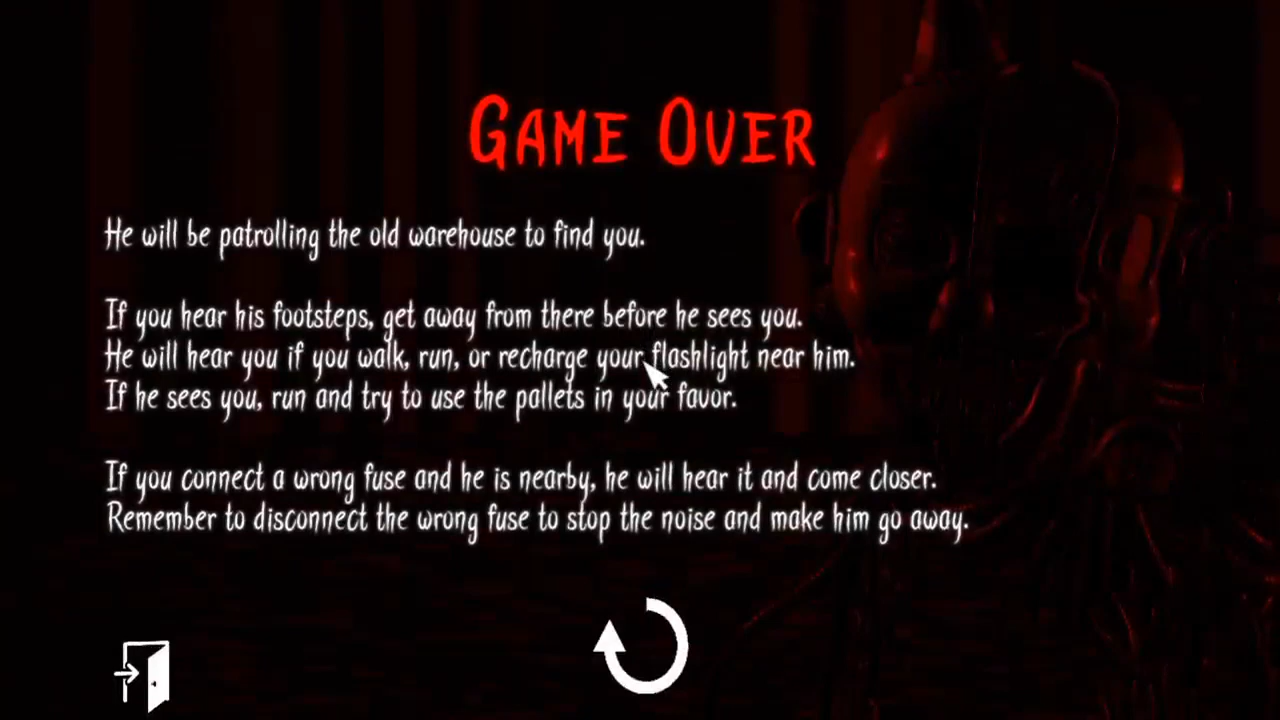 Game Over
He will be patrolling the old warehouse to find you.
If you hear his footsteps, get away from there before he sees you.
He will hear you if you walk, run, or recharge your flashlight near him.
If he sees you, run and try to use the pallets in your favor.
If you connect a wrong fuse and he is nearby, he will hear it and come closer.
Remember to disconnect the wrong fuse to stop the noise and make him go away.